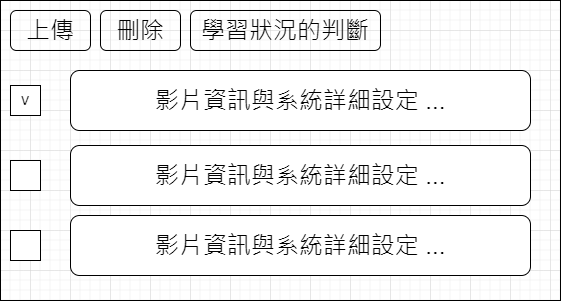 上傳 刪除 學習狀況的判斷
v 影片資訊與系統詳細設定 ...
影片資訊與系統詳細設定 ...
影片資訊與系統詳細設定 ...